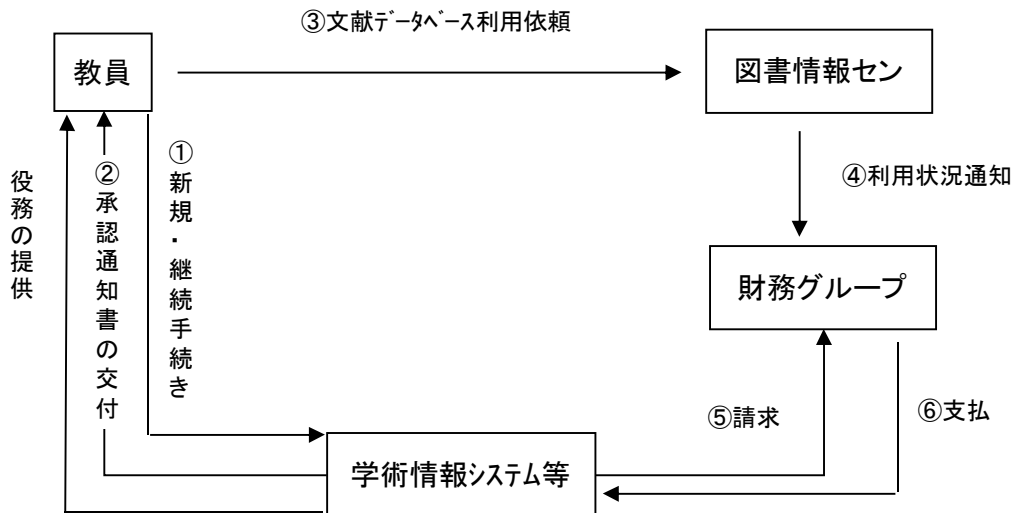 ③文献データベース利用依頼
教員
図書情報セン
①新規・継続手続き
②承認通知書の交付
役務の提供
④利用状況通知
財務グループ
⑤請求
⑥支払
学術情報システム等